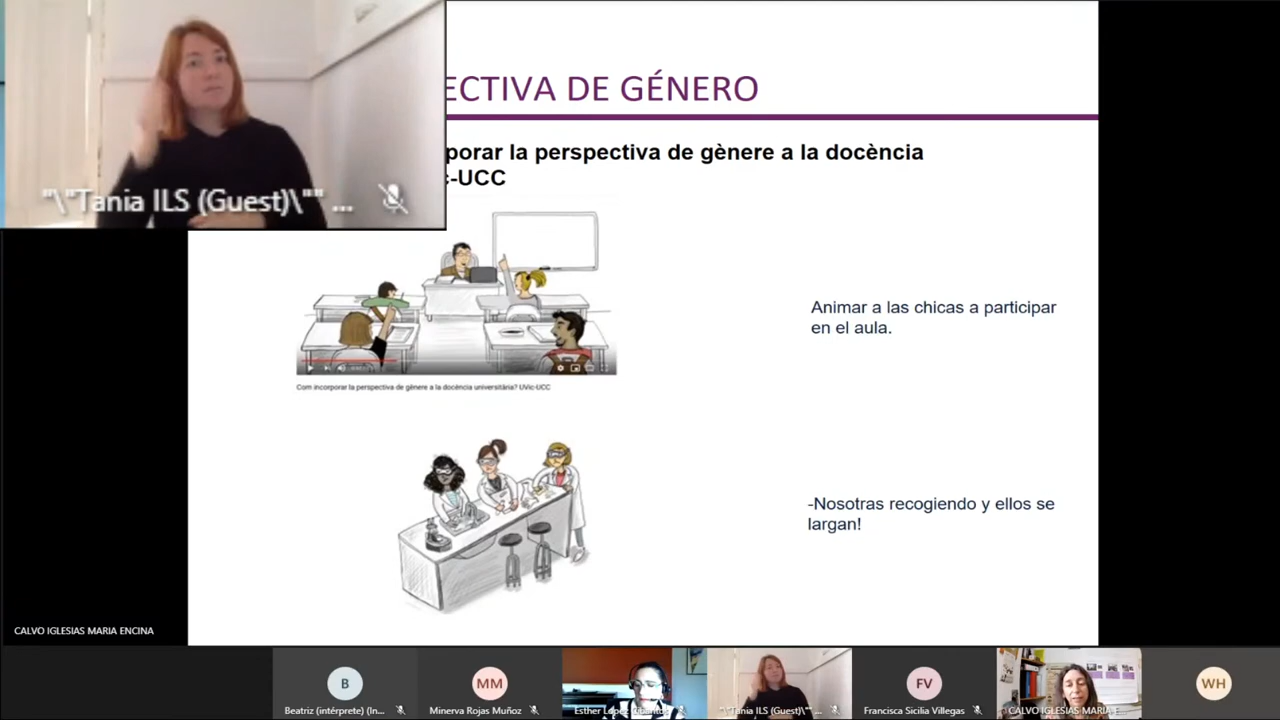 ECTIVA DE GÉNERO
porar la perspectiva de gènere a la docència
c-UCC
"\"Tania ILS (Guest)\"" ...
Com incorporar la perspectiva de gènere a la docència universitària? UVic-UCC
Animar a las chicas a participar
en el aula.
-Nosotras recogiendo y ellos se
largan!
CALVO IGLESIAS MARIA ENCINA
B
MM
FV
WH
Beatriz (intérprete) (In...
Minerva Rojas Muñoz
Esther López
"\"Tania ILS (Guest)\"" ...
Francisca Sicilia Villegas
CALVO IGLESIAS MARIA E...